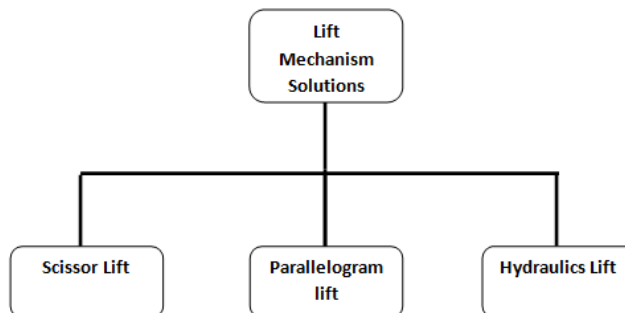 Lift
Mechanism
Solutions
Scissor Lift
Parallelogram
lift
Hydraulics Lift